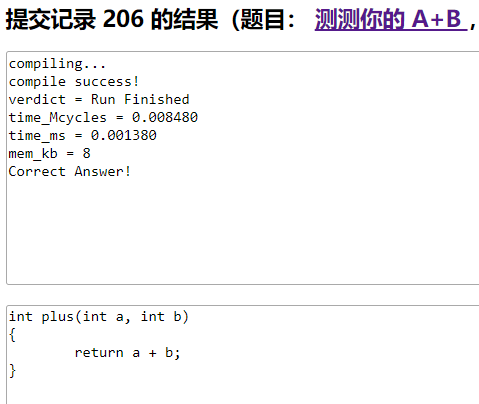 提交记录 206 的结果（题目： 测测你的 A+B ，
compiling...
compile success!
verdict = Run Finished
time_Mcycles = 0.008480
time_ms = 0.001380
mem_kb = 8
Correct Answer!
int plus(int a, int b)
{
        return a + b;
}